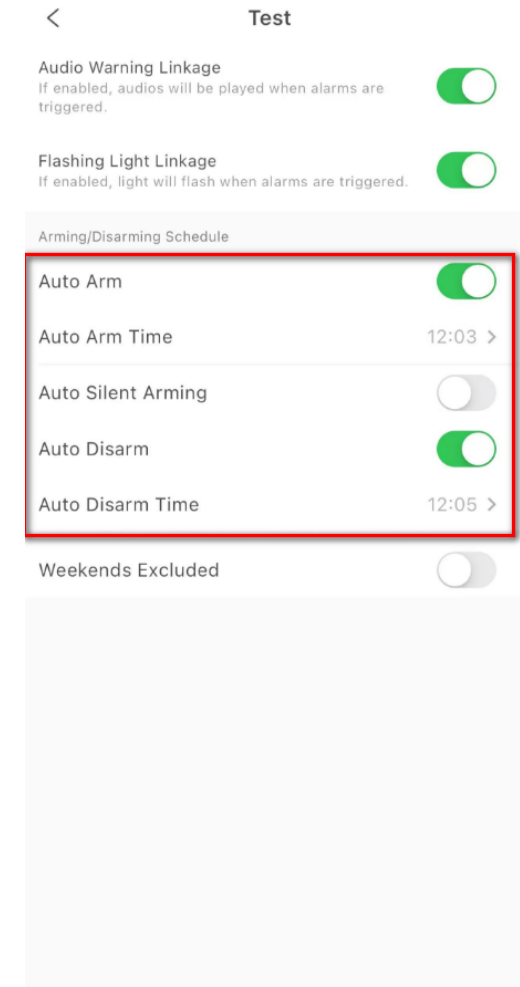 Test
Audio Warning Linkage
If enabled, audios will be played when alarms are
triggered.
Flashing Light Linkage
If enabled, light will flash when alarms are triggered.
Arming/Disarming Schedule
Auto Arm
Auto Arm Time 12:03
Auto Silent Arming
Auto Disarm
Auto Disarm Time 12:05
Weekends Excluded